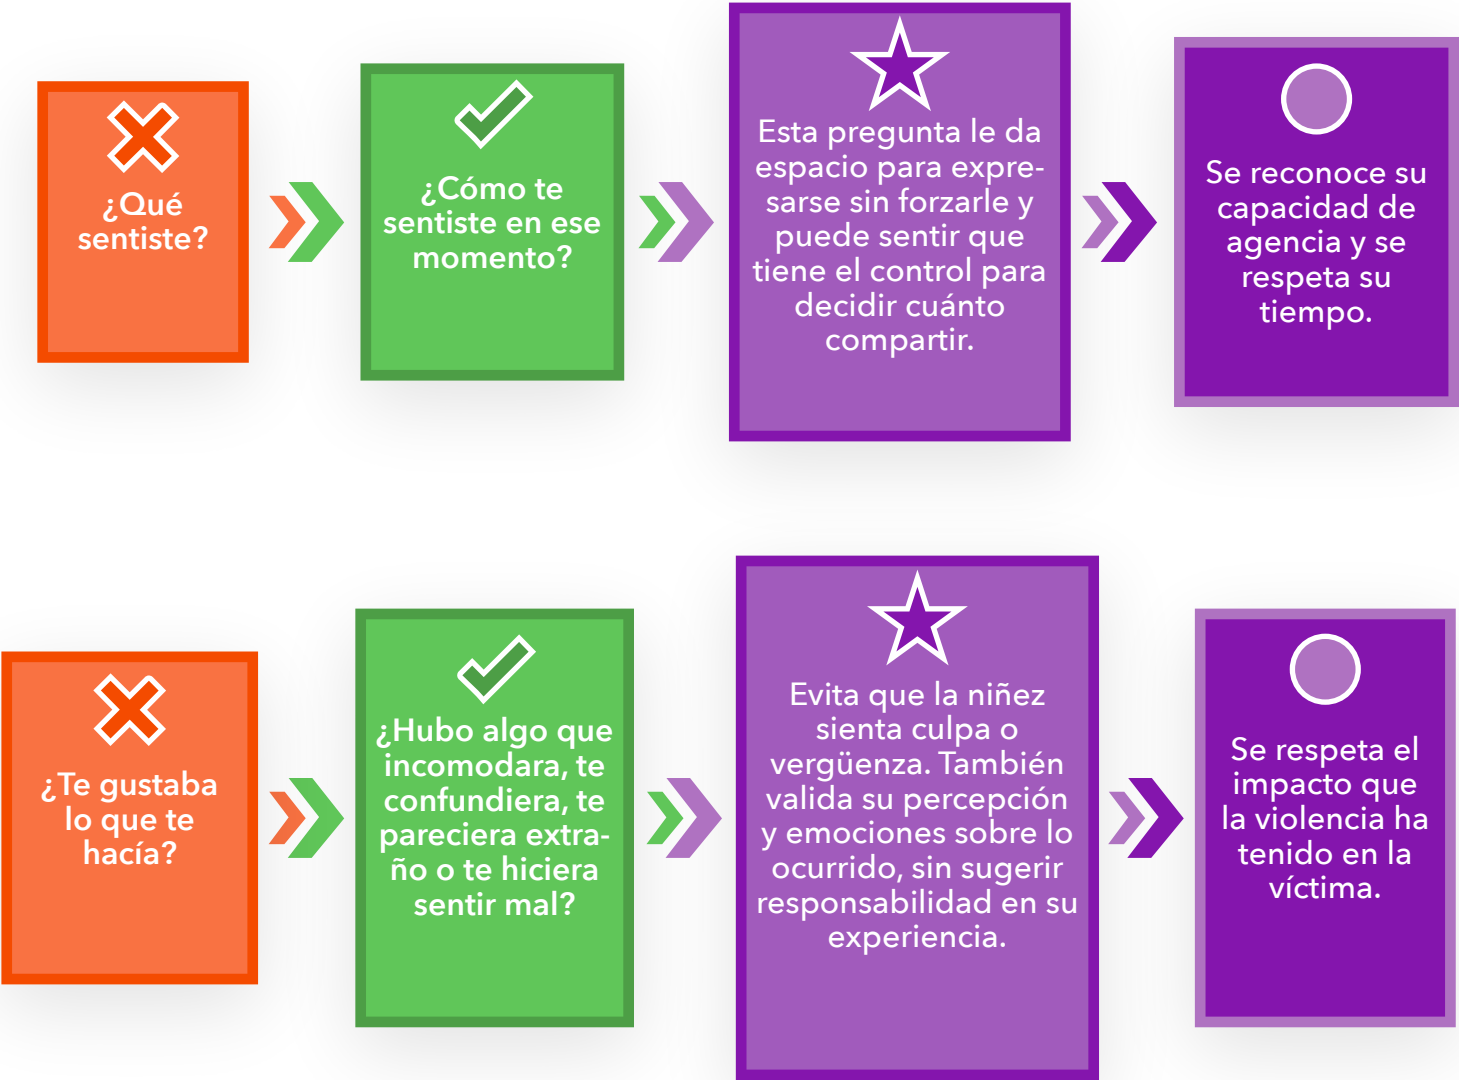 ¿Qué
sentiste?
¿Cómo te
sentiste en ese
momento?
Esta pregunta le da
espacio para expre-
sarse sin forzarle y
puede sentir que
tiene el control para
decidir cuánto
compartir.
Se reconoce su
capacidad de
agencia y se
respeta su
tiempo.
¿Te gustaba
lo que te
hacía?
¿Hubo algo que
incomodara, te
confundiera, te
pareciera extra-
ño o te hiciera
sentir mal?
Evita que la niñez
sienta culpa o
vergüenza. También
valida su percepción
y emociones sobre lo
ocurrido, sin sugerir
responsabilidad en su
experiencia.
Se respeta el
impacto que
la violencia ha
tenido en la
víctima.